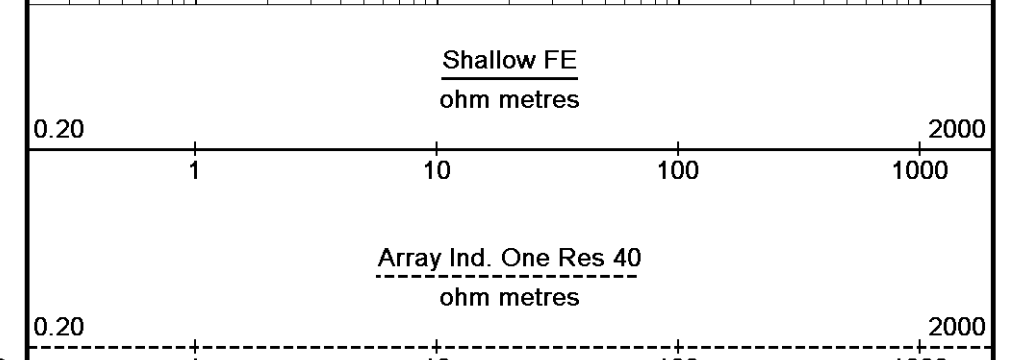 Shallow FE
ohm metres
0.20 2000
1 10 100 1000
Array Ind. One Res 40
ohm metres
0.20 2000